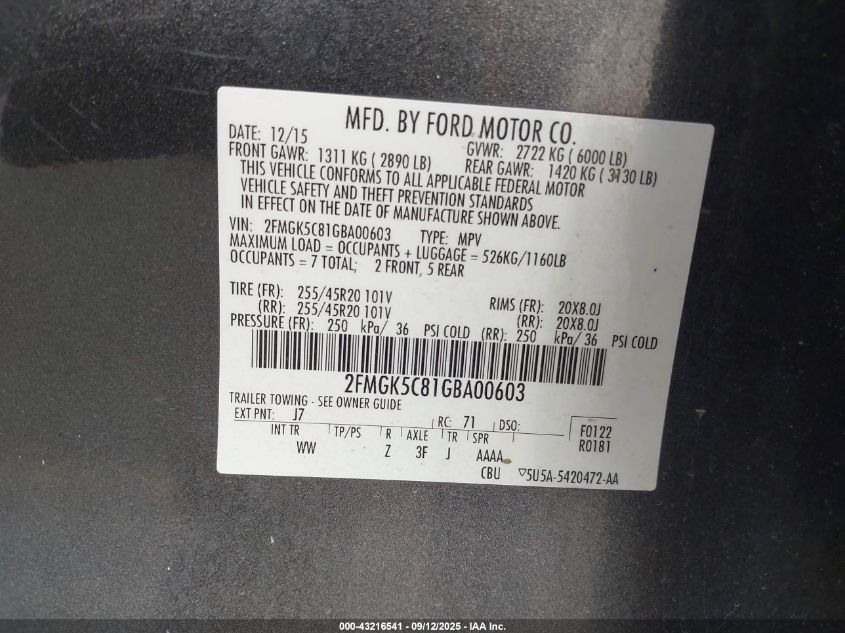 MFD. BY FORD MOTOR CO.
DATE: 12/15 GVWR: 2722 KG ( 6000 LB)
FRONT GAWR: 1311 KG ( 2890 LB) REAR GAWR: 1420 KG ( 3130 LB)
THIS VEHICLE CONFORMS TO ALL APPLICABLE FEDERAL MOTOR
VEHICLE SAFETY AND THEFT PREVENTION STANDARDS
IN EFFECT ON THE DATE OF MANUFACTURE SHOWN ABOVE.
VIN: 2FMGK5C81GBA00603 TYPE: MPV
MAXIMUM LOAD = OCCUPANTS + LUGGAGE = 526KG/1160LB
OCCUPANTS = 7 TOTAL; 2 FRONT, 5 REAR
TIRE (FR): 255/45R20 101V RIMS (FR): 20X8.0J
(RR): 255/45R20 101V (RR): 20X8.0J
PRESSURE (FR): 250 kPa/ 36 PSI COLD (RR): 250 kPa/ 36 PSI COLD
2FMGK5C81GBA00603
TRAILER TOWING - SEE OWNER GUIDE
EXT PNT: J7 RC: 71 DSO: F0122
R0181
INT TR TP/PS R AXLE TR SPR
WW Z 3F J AAAA
CBU ▽5U5A-5420472-AA
000-43216541 - 09/12/2025 - IAA Inc.